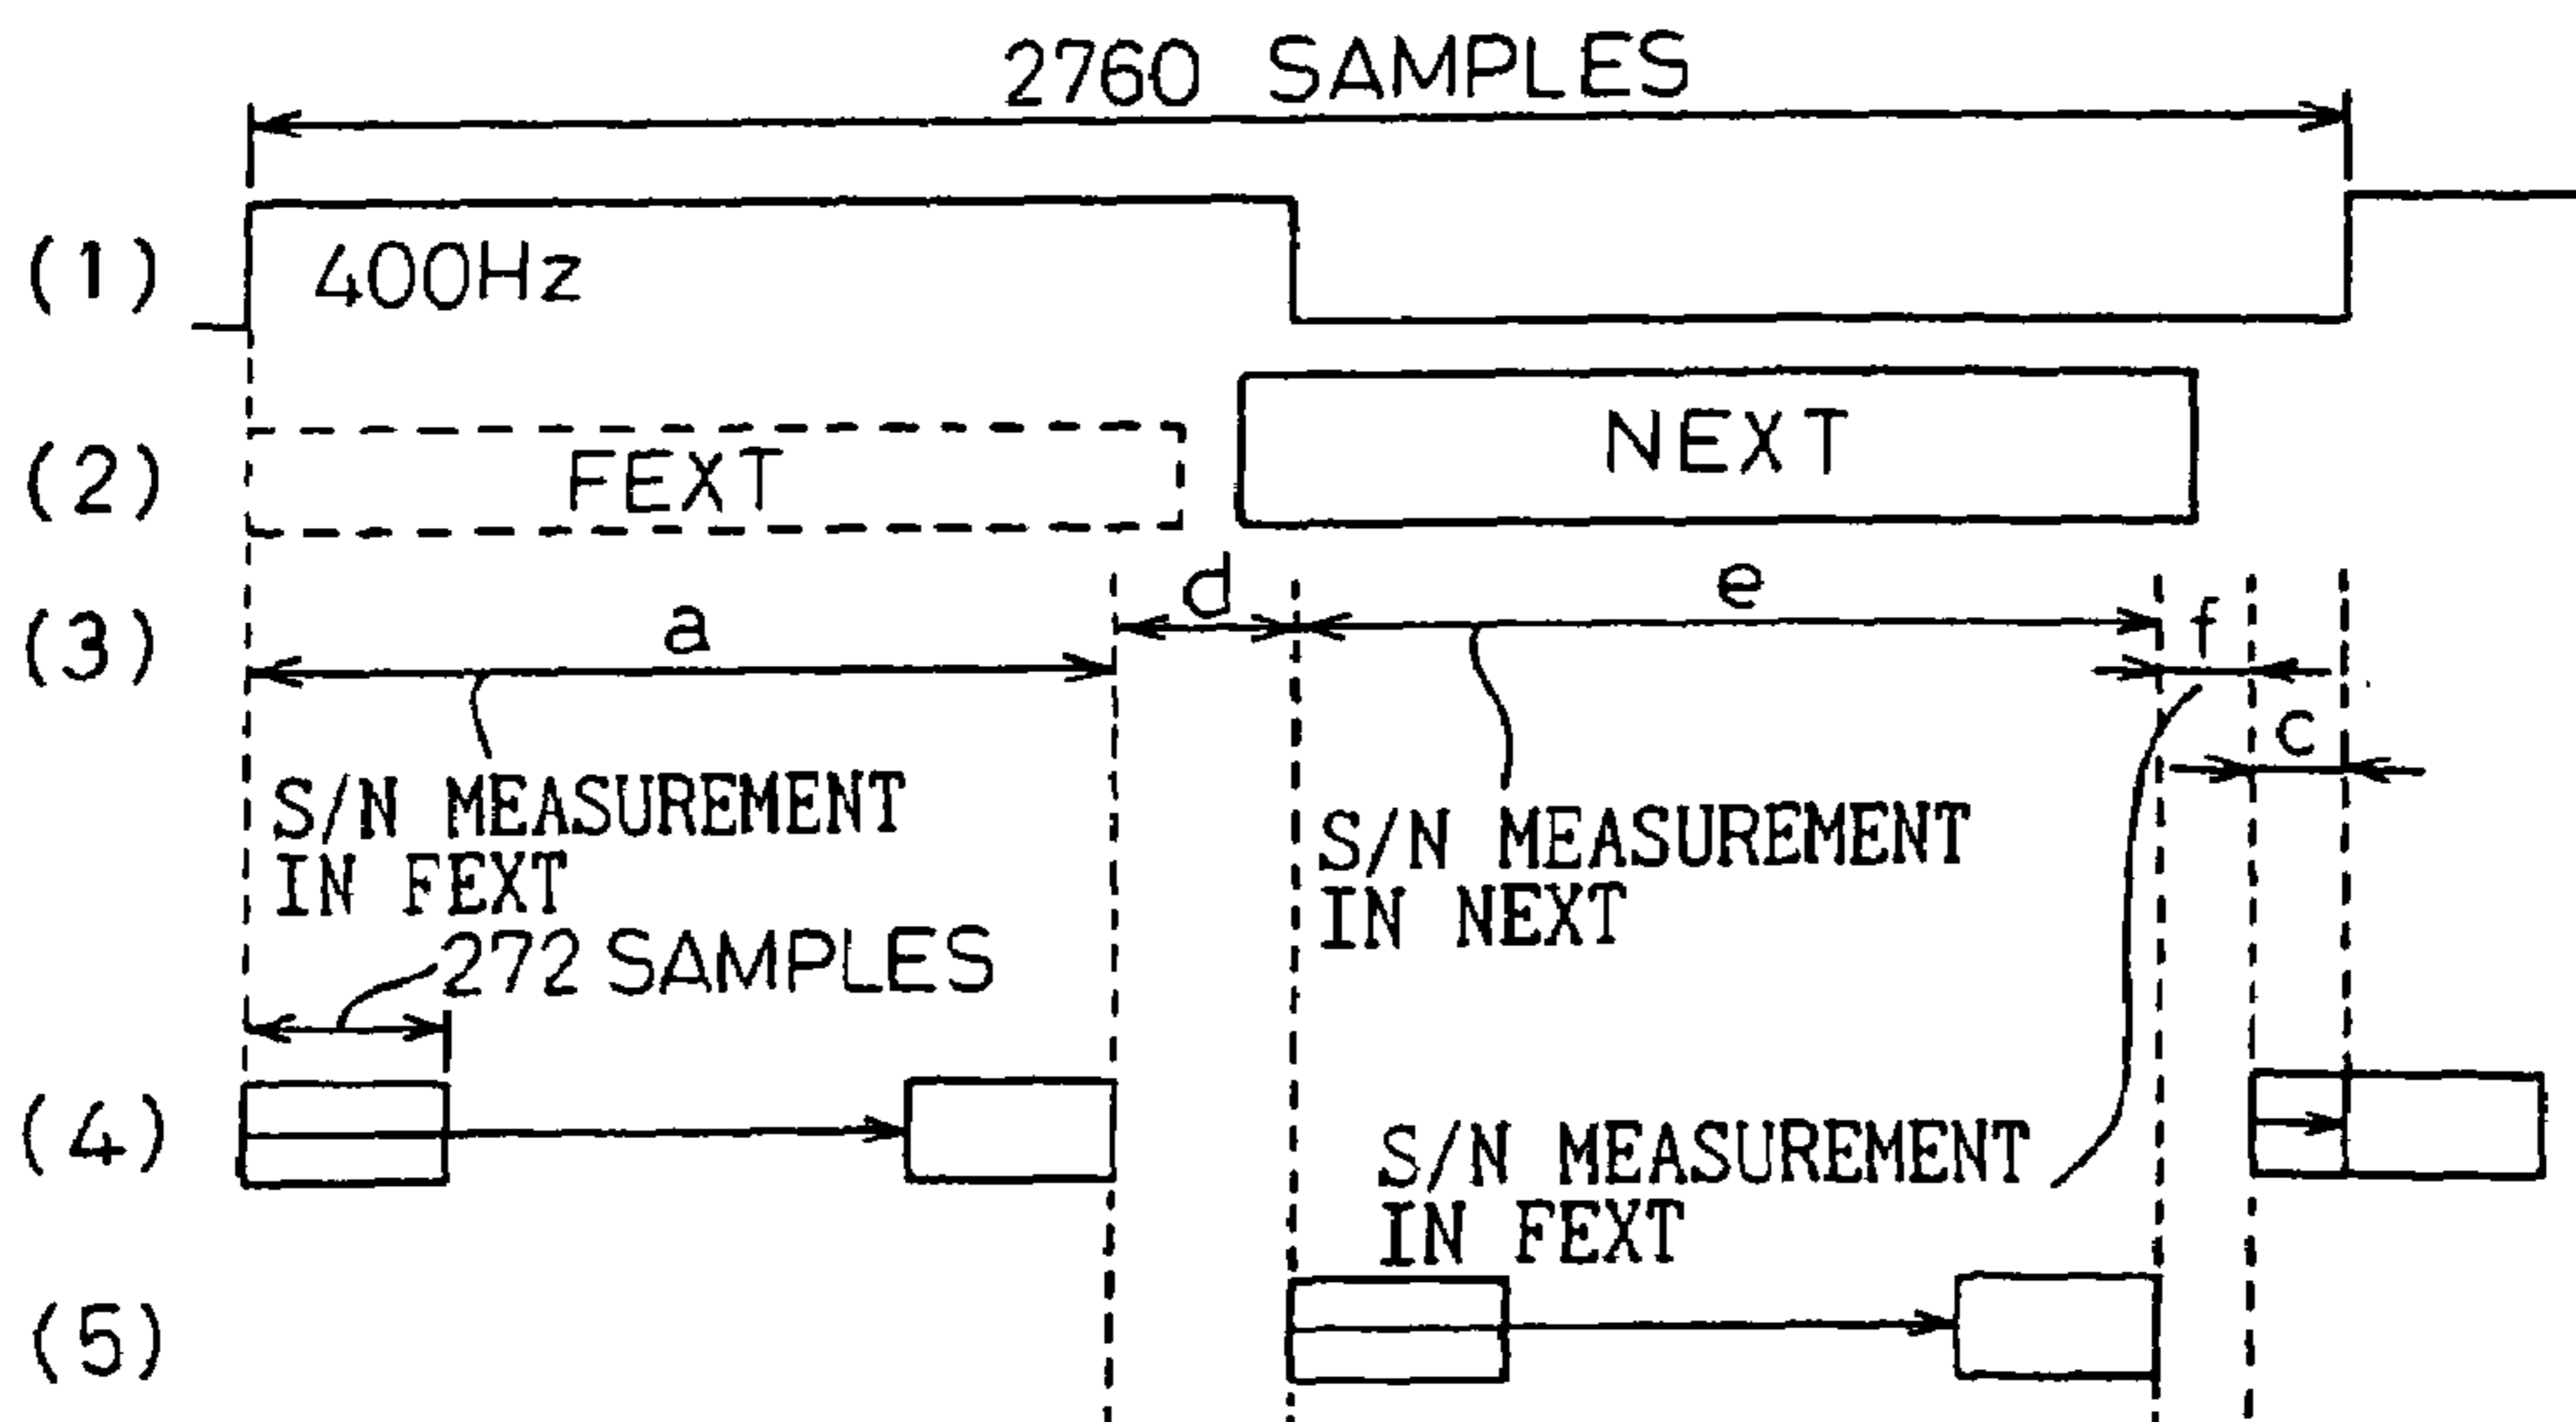 2760 SAMPLES
(1)
400Hz
(2)
FEXT
NEXT
(3)
a
d
e
f
c
S/N MEASUREMENT
IN FEXT
S/N MEASUREMENT
IN NEXT
272 SAMPLES
(4)
S/N MEASUREMENT
IN FEXT
(5)